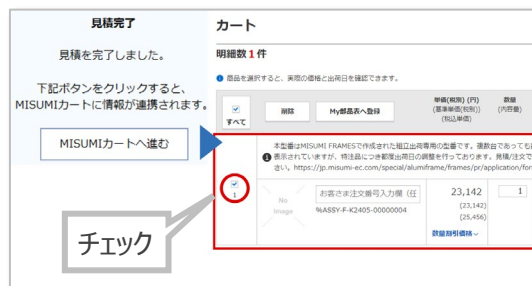 見積完了
見積を完了しました。
下記ボタンをクリックすると、
MISUMIカートに情報が連携されます。
MISUMIカートへ進む
カート
明細数1件
商品を選択すると、実際の価格と出荷日を確認できます。
すべて
削除
My部品表へ登録
単価(税別) (円)
(基準単価(税別))
(税込単価)
数量
(内容量)
本型番はMISUMI FRAMESで作成された組立出荷専用の型番です。複数台であっても
表示されていますが、特注品につき都度出荷日の調整を行っております。見積/注文で
さい。https://jp.misumi-ec.com/special/alumiframe/frames/pr/application/for
1
No
Image
お客さま注文番号入力欄（任
%ASSY-F-K2405-00000004
23,142
(23,142)
(25,456)
数量割引価格
1
チェック